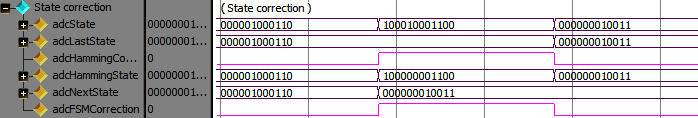 State correction ( State correction )
adcState 00000001... 000001000110 100010001100 000000010011
adcLastState 00000001... 000001000110 000000010011
adcHammingCo... 0
adcHammingState 00000001... 000001000110 100000001100 000000010011
adcNextState 00000001... 000001000110 000000010011
adcFSMCorrection 0